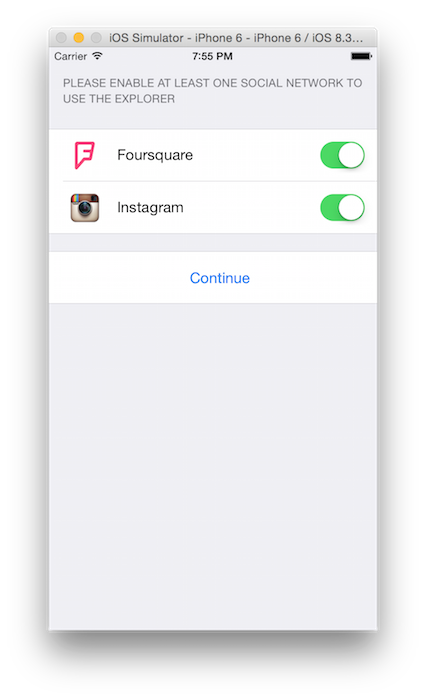 iOS Simulator - iPhone 6 - iPhone 6 / iOS 8.3...
Carrier 7:55 PM
PLEASE ENABLE AT LEAST ONE SOCIAL NETWORK TO
USE THE EXPLORER
Foursquare
Instagram
Continue